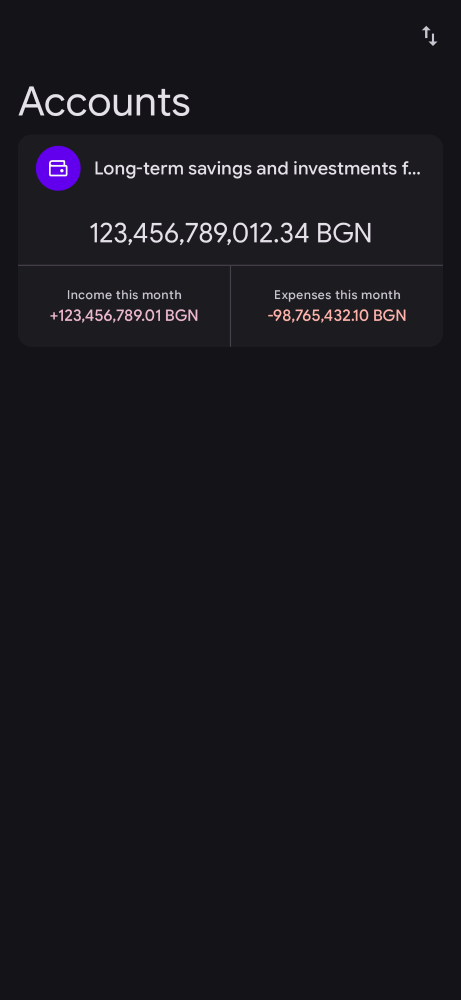 Accounts
Long-term savings and investments f...
123,456,789,012.34 BGN
Income this month
+123,456,789.01 BGN
Expenses this month
-98,765,432.10 BGN